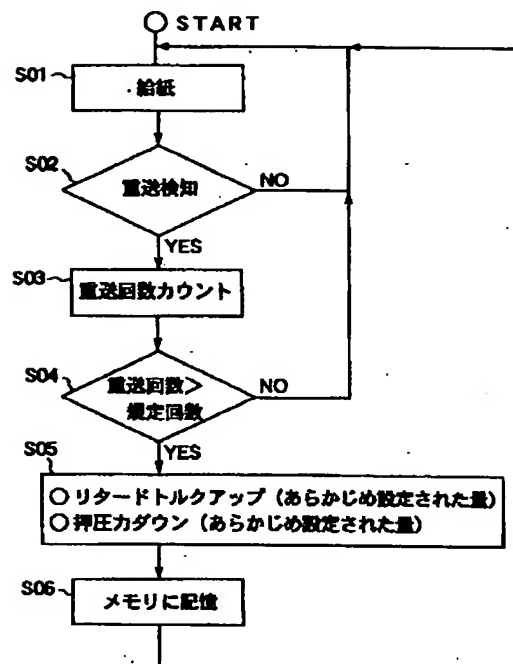 START
S01
給紙
S02
重送検知
NO
YES
S03
重送回数カウント
S04
重送回数>
規定回数
NO
YES
S05
○ リタードトルクアップ (あらかじめ設定された量)
○ 押圧力ダウン (あらかじめ設定された量)
S06
メモリに記憶